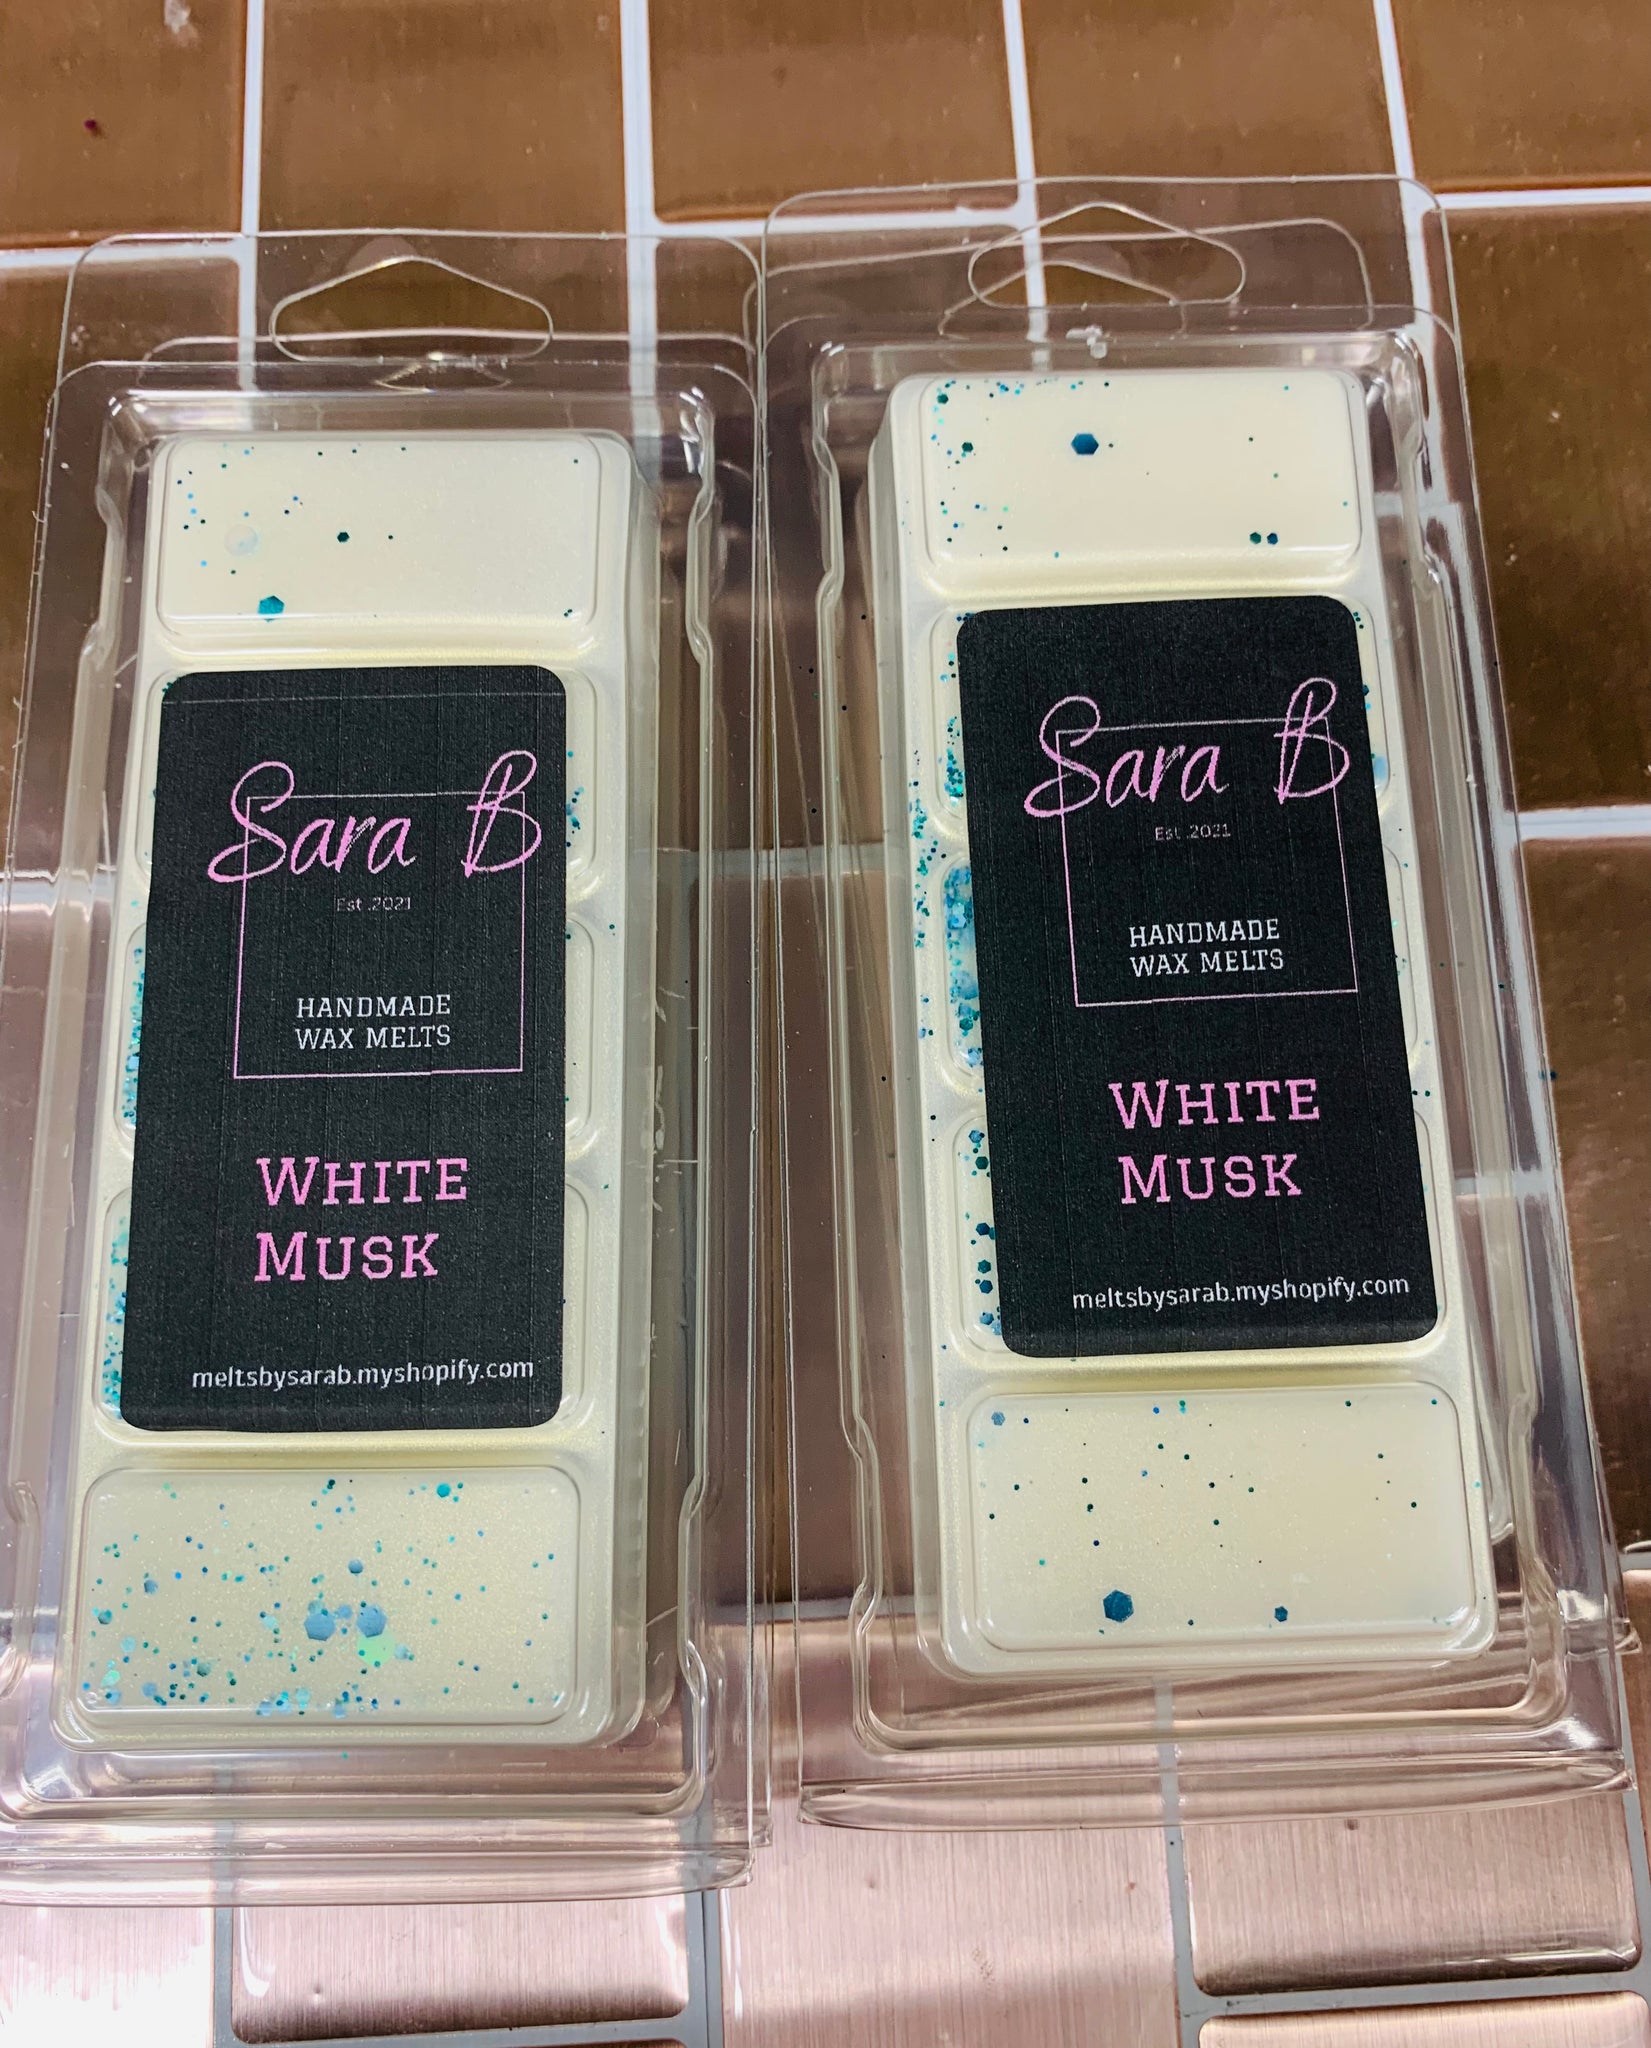 Sara B
Est .2021
HANDMADE
WAX MELTS
WHITE
MUSK
meltsbysarab.myshopify.com
Sara B
Est .2021
HANDMADE
WAX MELTS
WHITE
MUSK
meltsbysarab.myshopify.com